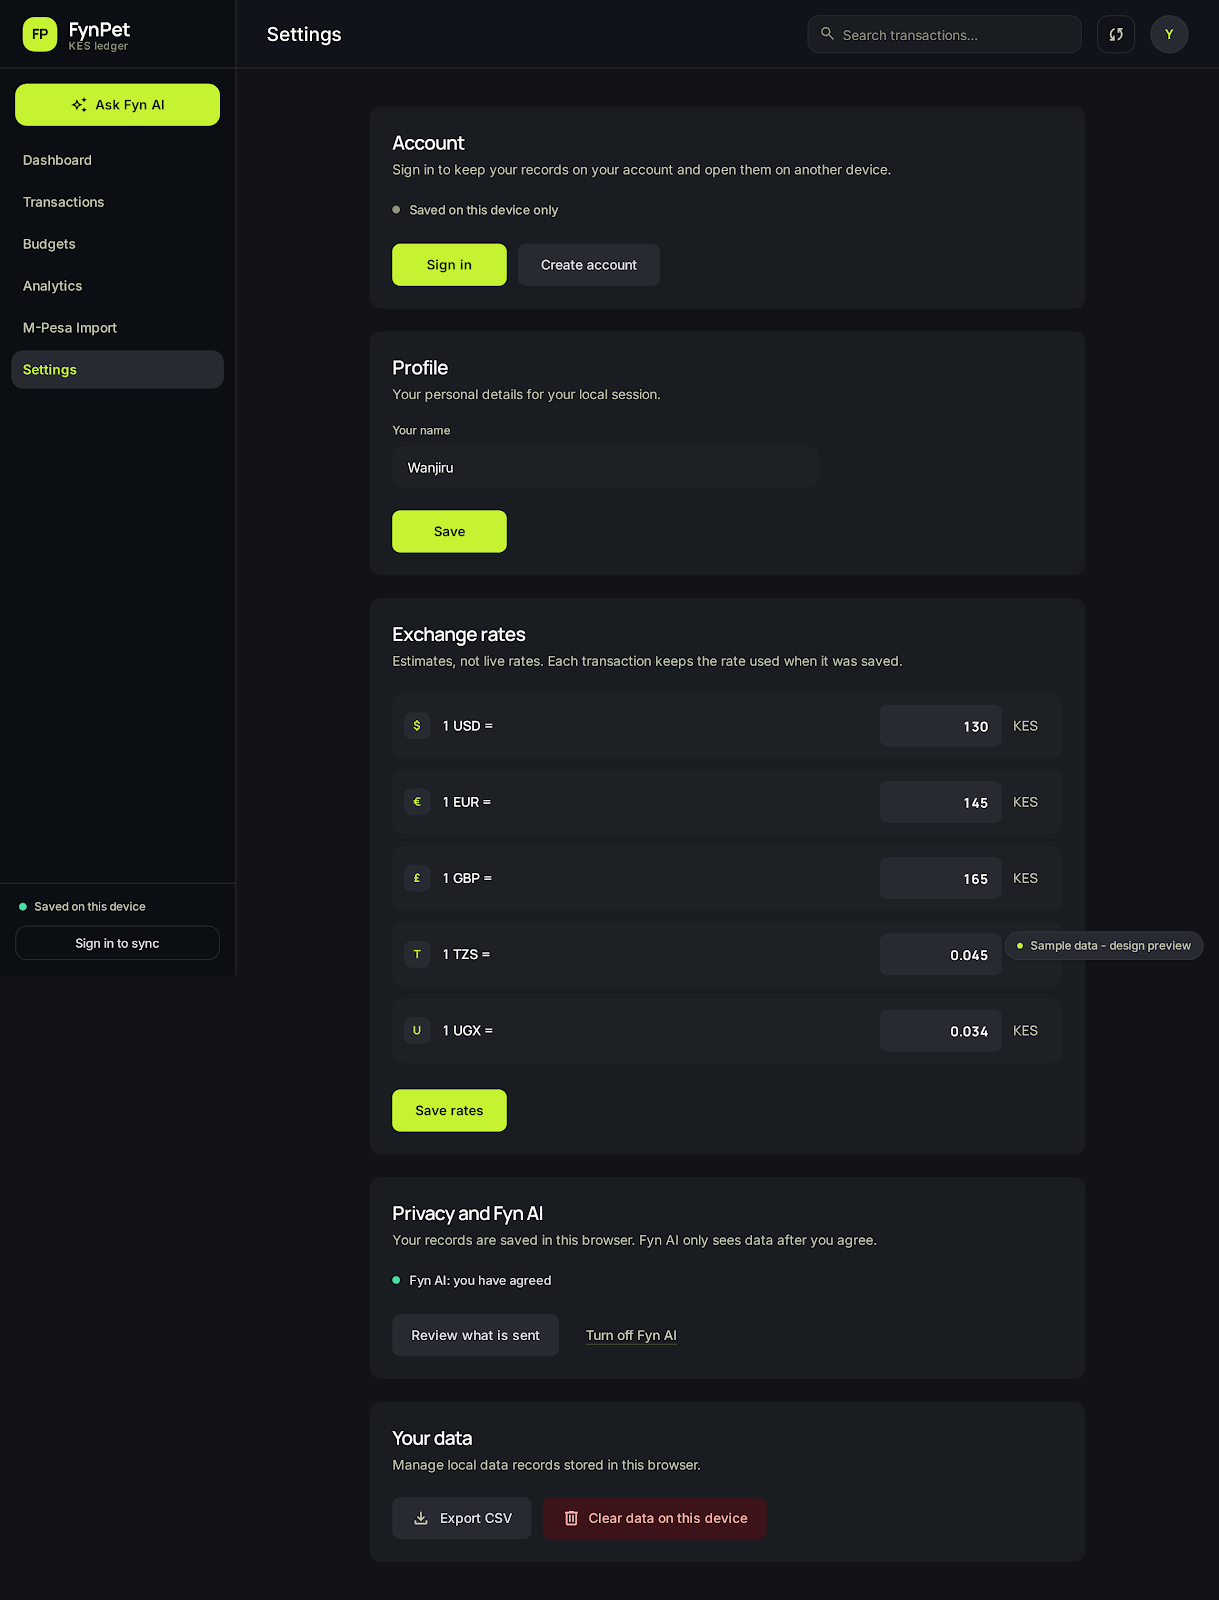 FP
FynPet
KES ledger
Ask Fyn AI
Dashboard
Transactions
Budgets
Analytics
M-Pesa Import
Settings
Saved on this device
Sign in to sync
Settings
Search transactions...
Y
Account
Sign in to keep your records on your account and open them on another device.
Saved on this device only
Sign in
Create account
Profile
Your personal details for your local session.
Your name
Wanjiru
Save
Exchange rates
Estimates, not live rates. Each transaction keeps the rate used when it was saved.
$ 1 USD = 130 KES
€ 1 EUR = 145 KES
£ 1 GBP = 165 KES
T 1 TZS = 0.045
Sample data - design preview
U 1 UGX = 0.034 KES
Save rates
Privacy and Fyn AI
Your records are saved in this browser. Fyn AI only sees data after you agree.
Fyn AI: you have agreed
Review what is sent
Turn off Fyn AI
Your data
Manage local data records stored in this browser.
Export CSV
Clear data on this device